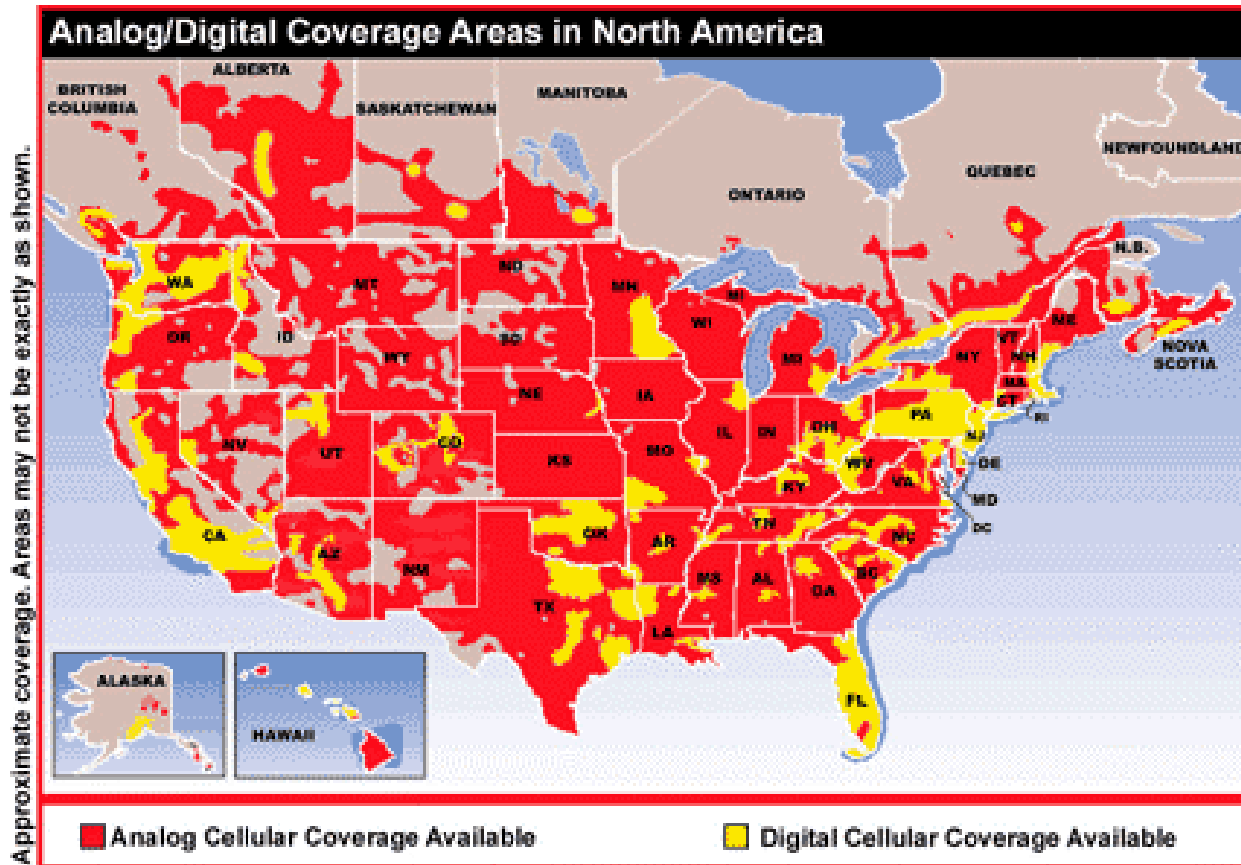 Analog/Digital Coverage Areas in North America
Approximate coverage. Areas may not be exactly as shown.
BRITISH
COLUMBIA
ALBERTA
SASKATCHEWAN
MANITOBA
ONTARIO
QUEBEC
NEWFOUNDLAND
N.B.
NOVA
SCOTIA
WA
MT
ND
MN
MI
WI
ME
OR
ID
WY
SD
MI
NY
VT
NH
MA
CT
RI
NE
IA
PA
NJ
NV
UT
CO
KS
MO
IL
IN
OH
WV
VA
DE
MD
DC
KY
CA
AZ
NM
OK
AR
TN
NC
SC
TX
LA
MS
AL
GA
FL
ALASKA
HAWAII
Analog Cellular Coverage Available
Digital Cellular Coverage Available